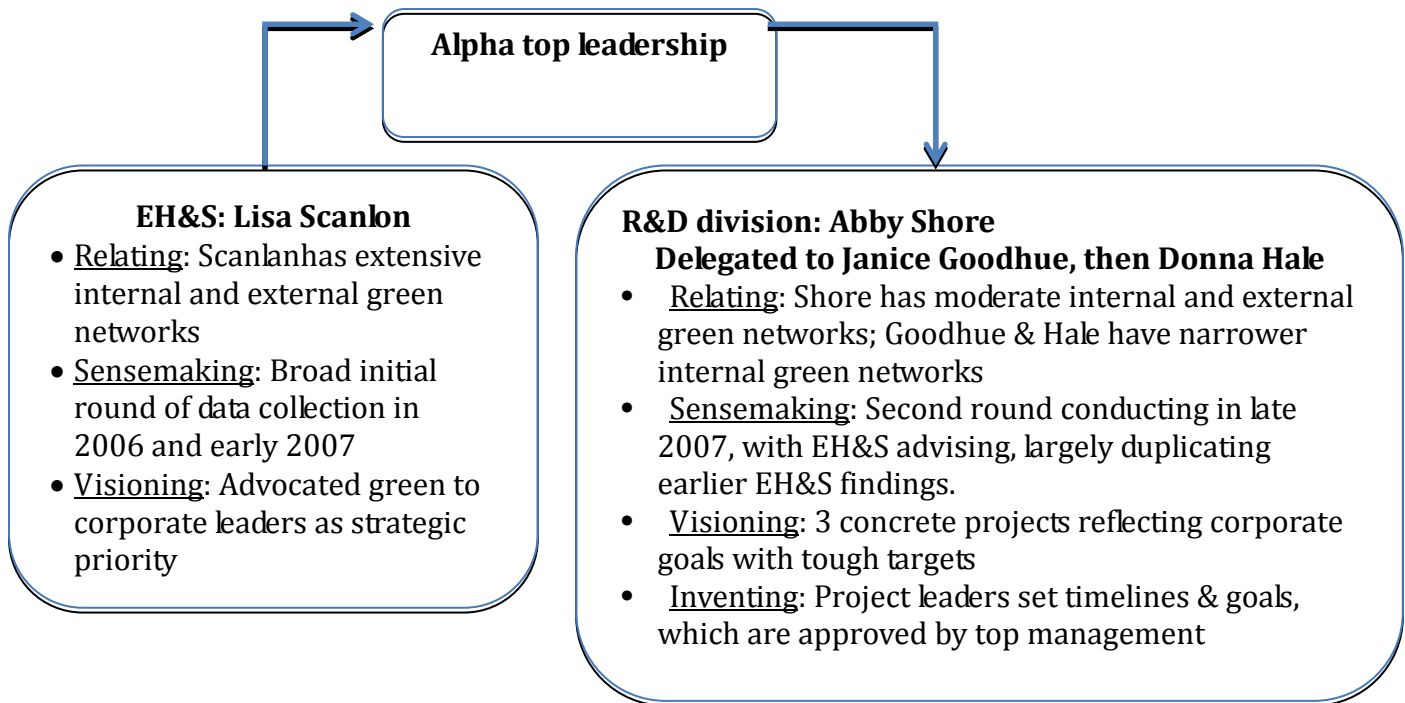 Alpha top leadership
EH&S: Lisa Scanlon
• Relating: Scanlanhas extensive
internal and external green
networks
• Sensemaking: Broad initial
round of data collection in
2006 and early 2007
• Visioning: Advocated green to
corporate leaders as strategic
priority
R&D division: Abby Shore
Delegated to Janice Goodhue, then Donna Hale
• Relating: Shore has moderate internal and external
green networks; Goodhue & Hale have narrower
internal green networks
• Sensemaking: Second round conducting in late
2007, with EH&S advising, largely duplicating
earlier EH&S findings.
• Visioning: 3 concrete projects reflecting corporate
goals with tough targets
• Inventing: Project leaders set timelines & goals,
which are approved by top management